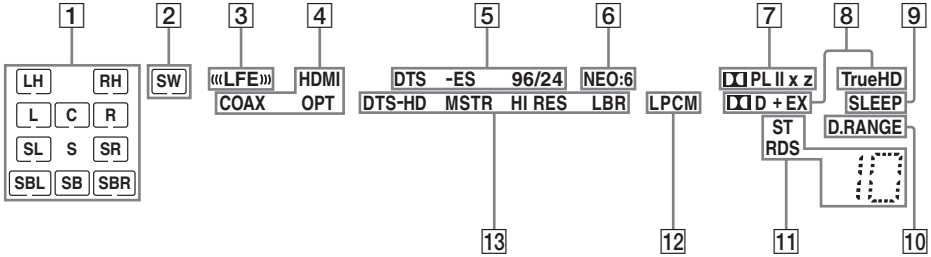 1 2 3 4 5 6 7 8 9
LH RH SW LFE HDMI DTS -ES 96/24 NEO:6 PL II x z TrueHD
COAX OPT DTS-HD MSTR HI RES LBR LPCM D + EX SLEEP
L C R ST D.RANGE
SL S SR RDS
SBL SB SBR 10
13 12 11 10